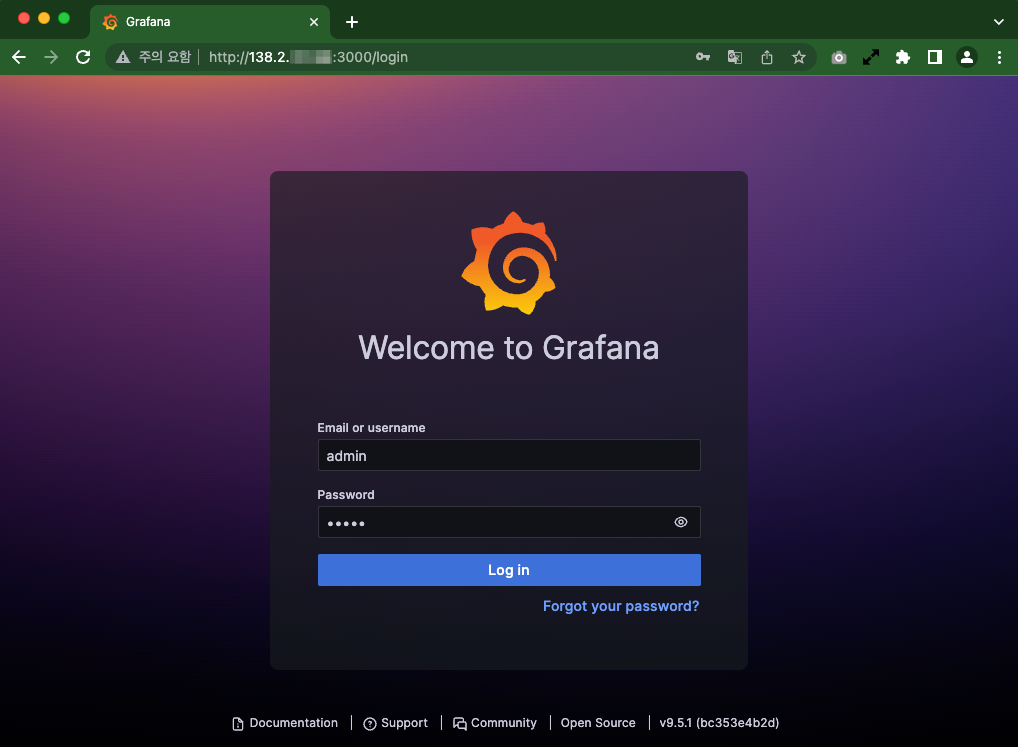 Grafana
주의 요함 http://138.2. :3000/login
Welcome to Grafana
Email or username
admin
Password
•••••
Log in
Forgot your password?
Documentation | Support | Community | Open Source | v9.5.1 (bc353e4b2d)